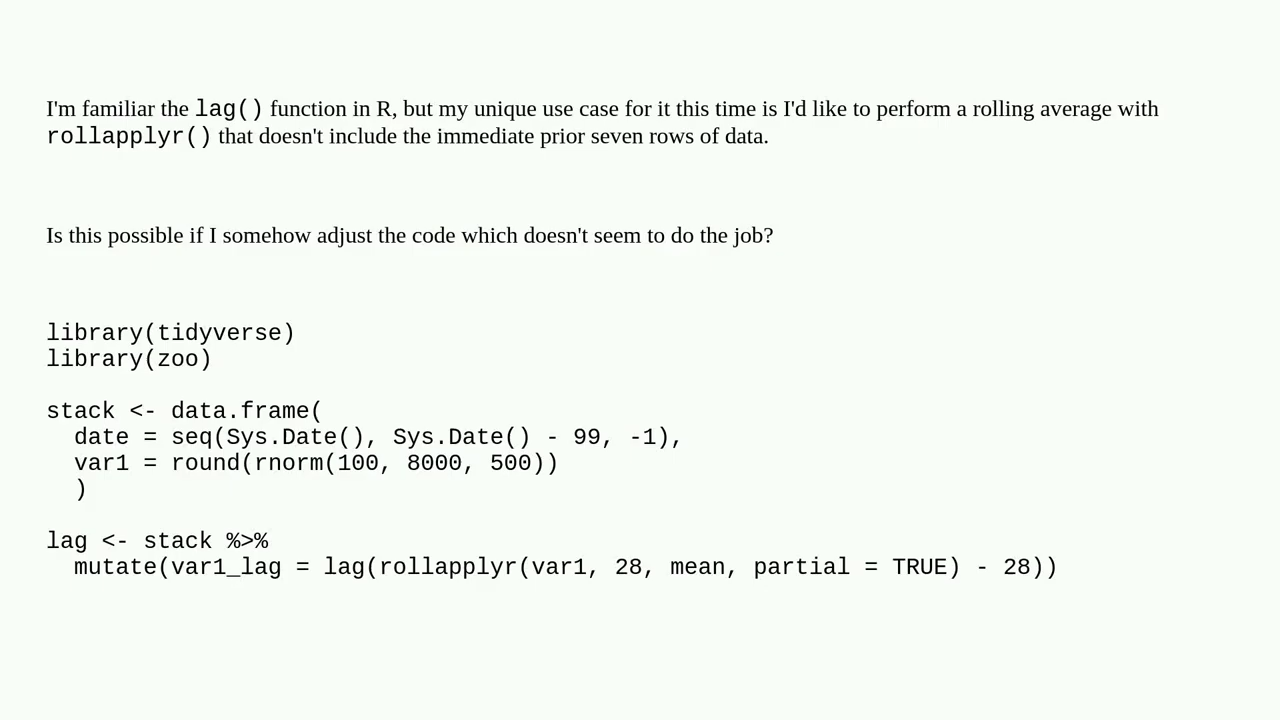 I'm familiar the lag() function in R, but my unique use case for it this time is I'd like to perform a rolling average with
rollapplyr() that doesn't include the immediate prior seven rows of data.
Is this possible if I somehow adjust the code which doesn't seem to do the job?
library(tidyverse)
library(zoo)
stack <- data.frame(
  date = seq(Sys.Date(), Sys.Date() - 99, -1),
  var1 = round(rnorm(100, 8000, 500))
  )
lag <- stack %>%
  mutate(var1_lag = lag(rollapplyr(var1, 28, mean, partial = TRUE) - 28))